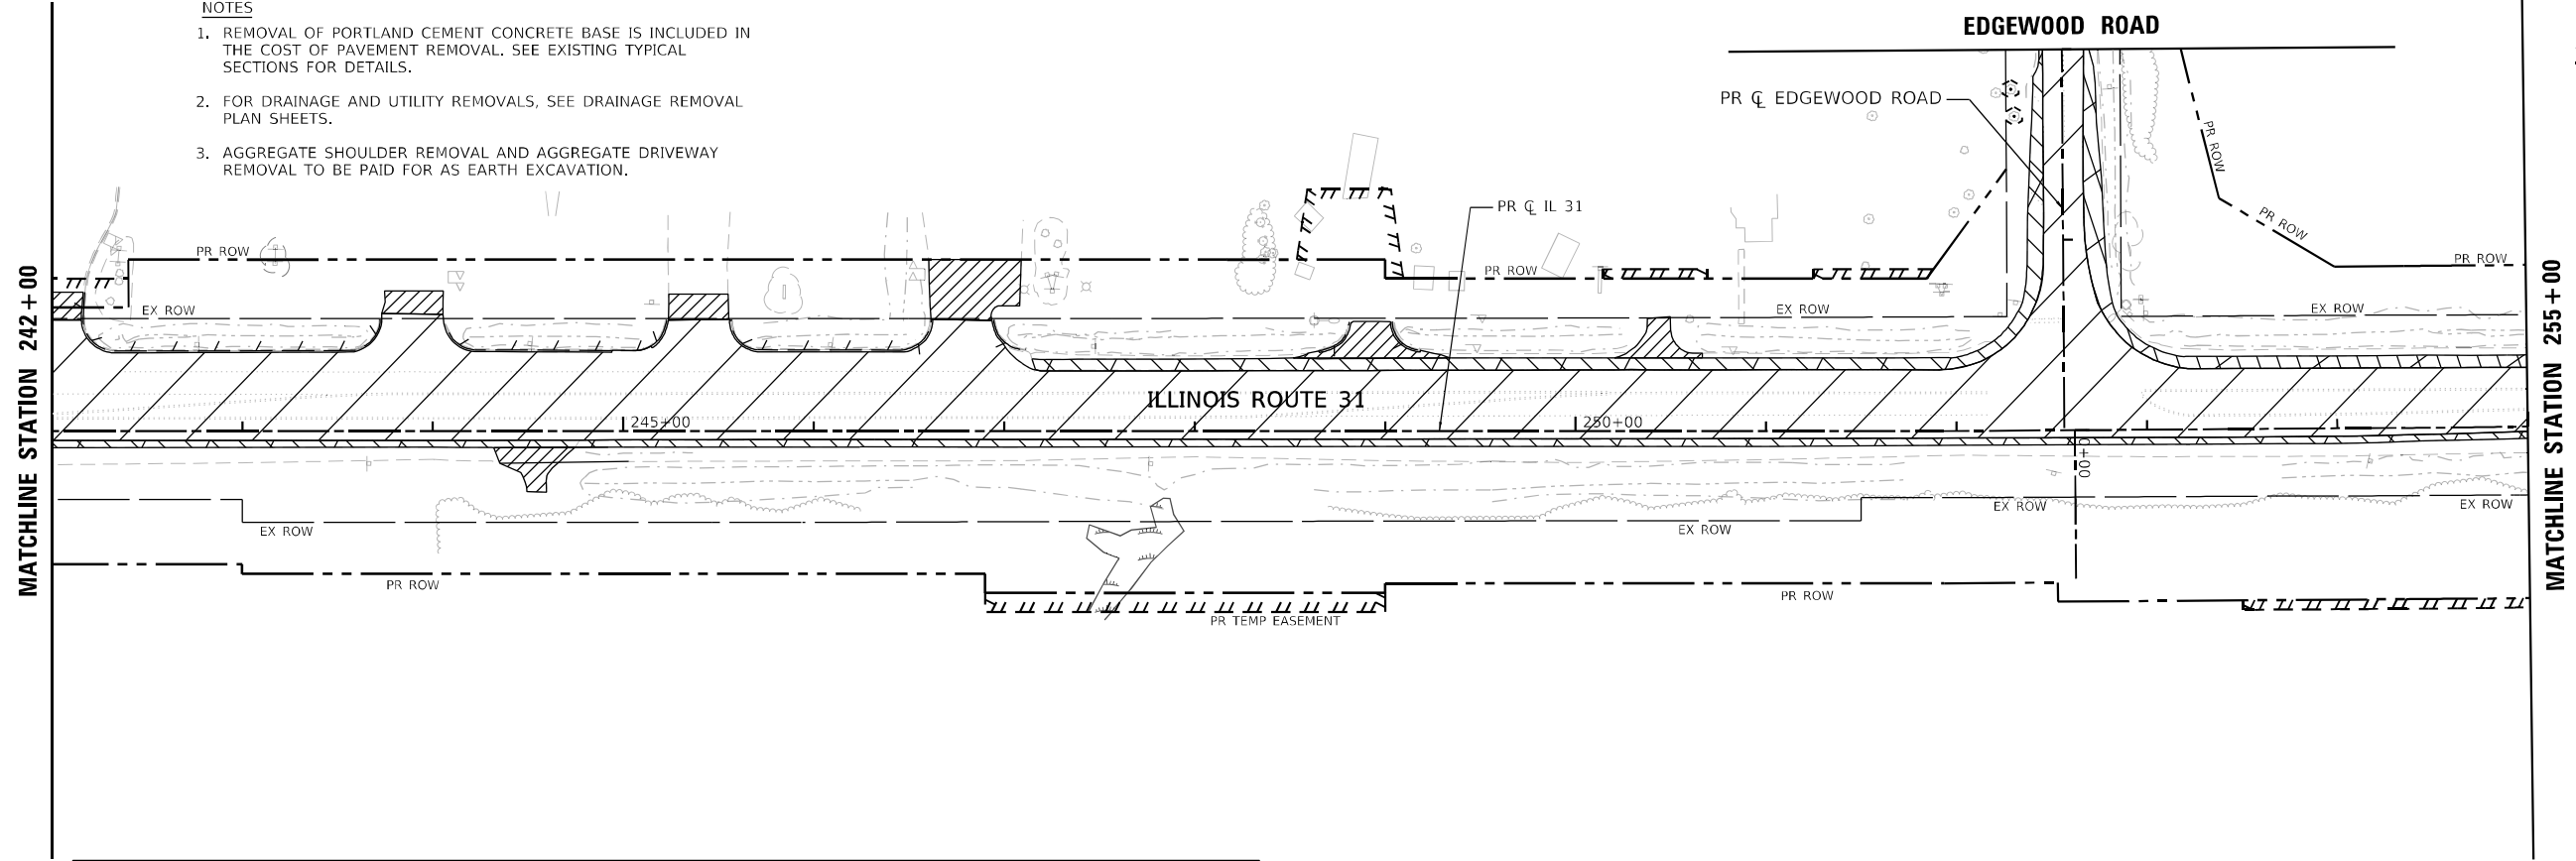 NOTES
1. REMOVAL OF PORTLAND CEMENT CONCRETE BASE IS INCLUDED IN
THE COST OF PAVEMENT REMOVAL. SEE EXISTING TYPICAL
SECTIONS FOR DETAILS.
2. FOR DRAINAGE AND UTILITY REMOVALS, SEE DRAINAGE REMOVAL
PLAN SHEETS.
3. AGGREGATE SHOULDER REMOVAL AND AGGREGATE DRIVEWAY
REMOVAL TO BE PAID FOR AS EARTH EXCAVATION.
EDGEWOOD ROAD
PR ℄ EDGEWOOD ROAD
PR ROW
PR ROW
PR ℄ IL 31
PR ROW
PR ROW
PR ROW
EX ROW
EX ROW
EX ROW
MATCHLINE STATION 242+00
MATCHLINE STATION 255+00
ILLINOIS ROUTE 31
245+00
250+00
0+00
EX ROW
EX ROW
EX ROW
EX ROW
PR ROW
PR ROW
PR TEMP EASEMENT